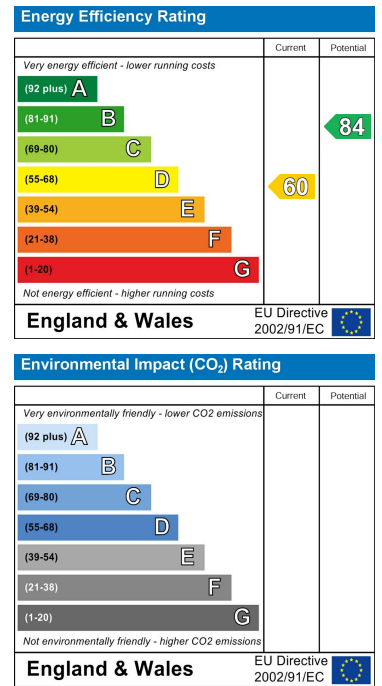 Energy Efficiency Rating
Current Potential
Very energy efficient - lower running costs
(92 plus) A
(81-91) B
84
(69-80) C
(55-68) D
60
(39-54) E
(21-38) F
(1-20) G
Not energy efficient - higher running costs
England & Wales
EU Directive
2002/91/EC
Environmental Impact (CO₂) Rating
Current Potential
Very environmentally friendly - lower CO2 emissions
(92 plus) A
(81-91) B
(69-80) C
(55-68) D
(39-54) E
(21-38) F
(1-20) G
Not environmentally friendly - higher CO2 emissions
England & Wales
EU Directive
2002/91/EC